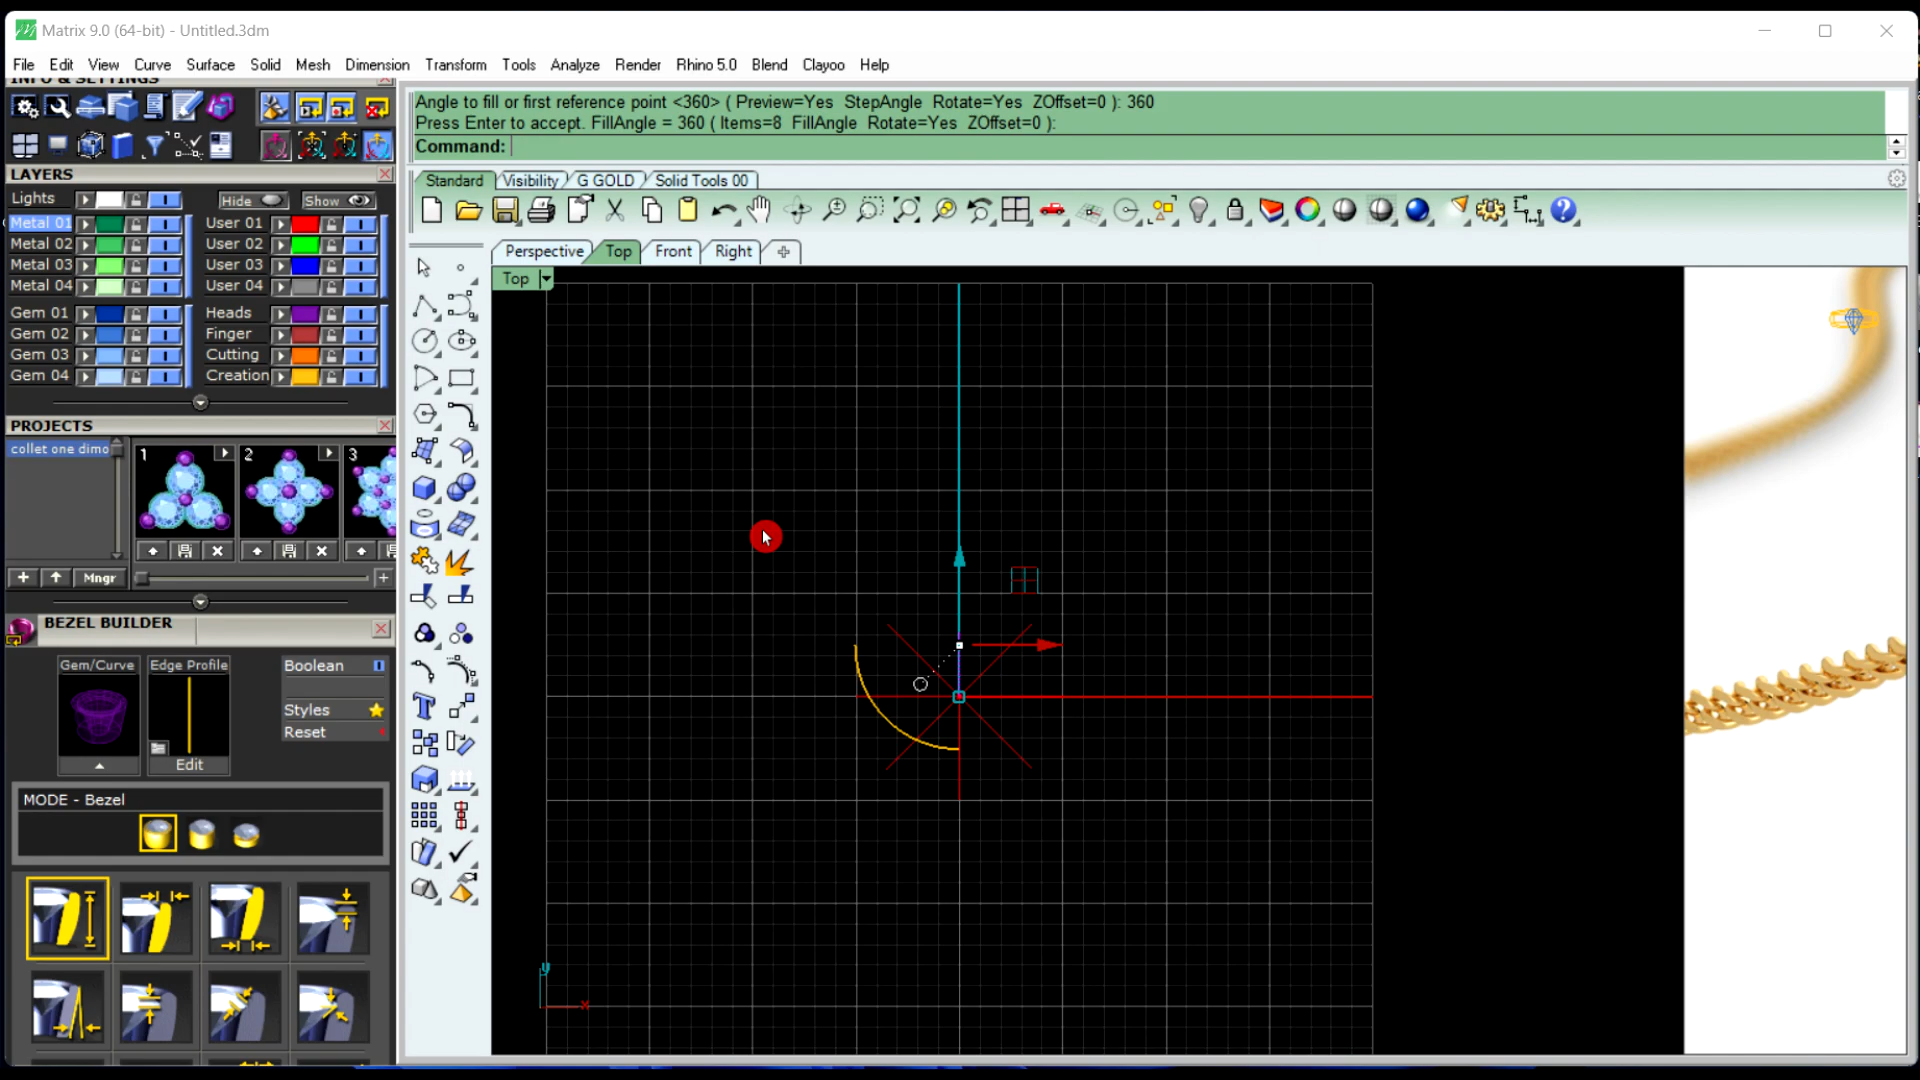 Matrix 9.0 (64-bit) - Untitled.3dm
File Edit View Curve Surface Solid Mesh Dimension Transform Tools Analyze Render Rhino 5.0 Blend Clayoo Help
INFO & SETTINGS
Angle to fill or first reference point <360> ( Preview=Yes StepAngle Rotate=Yes ZOffset=0 ): 360
Press Enter to accept. FillAngle = 360 ( Items=8 FillAngle Rotate=Yes ZOffset=0 ):
Command:
LAYERS
Standard Visibility G GOLD Solid Tools 00
Lights Hide Show
Metal 01 User 01
Metal 02 User 02
Metal 03 User 03
Metal 04 User 04
Gem 01 Heads
Gem 02 Finger
Gem 03 Cutting
Gem 04 Creation
Perspective Top Front Right
Top
PROJECTS
collet one dimo
1 2 3
Mngr
BEZEL BUILDER
Gem/Curve Edge Profile Boolean
Styles
Reset
Edit
MODE - Bezel
y
x